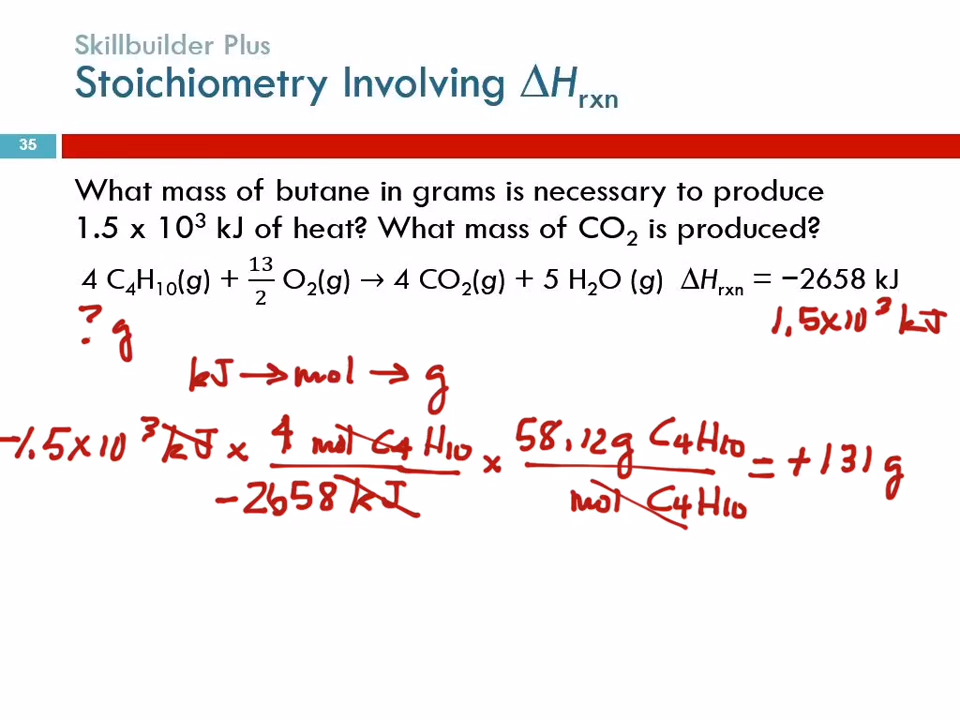 Skillbuilder Plus
Stoichiometry Involving ΔHrxn
35
What mass of butane in grams is necessary to produce
1.5 x 10³ kJ of heat? What mass of CO₂ is produced?
4 C₄H₁₀(g) + 13/2 O₂(g) → 4 CO₂(g) + 5 H₂O (g) ΔHrxn = −2658 kJ
? g 1.5x10³ kJ
kJ → mol → g
-1.5x10³ kJ x 4 mol C₄H₁₀ / -2658 kJ x 58.12g C₄H₁₀ / mol C₄H₁₀ = +131 g